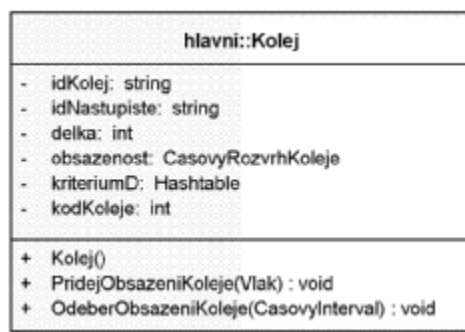 hlavni::Kolej
- idKolej: string
- idNastupiste: string
- delka: int
- obsazenost: CasovyRozvrhKoleje
- kriteriumD: Hashtable
- kodKoleje: int
+ Kolej()
+ PridejObsazeniKoleje(Vlak) : void
+ OdeberObsazeniKoleje(CasovyInterval) : void